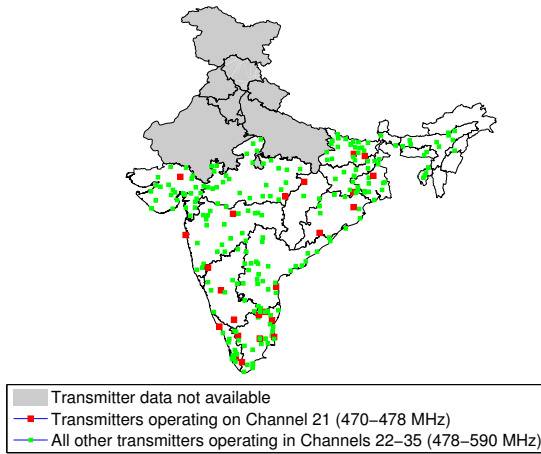 Transmitter data not available
Transmitters operating on Channel 21 (470−478 MHz)
All other transmitters operating in Channels 22−35 (478−590 MHz)